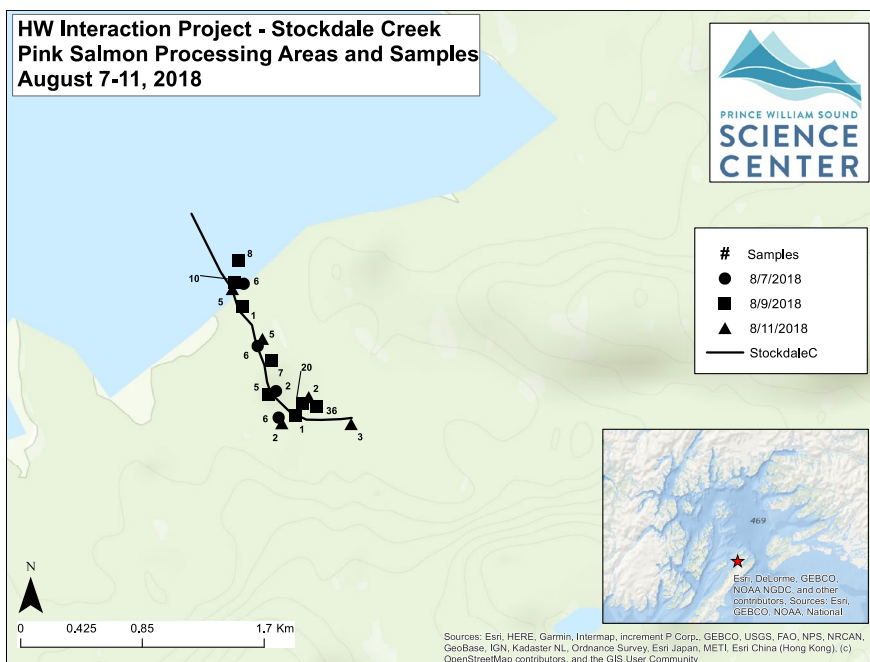 HW Interaction Project - Stockdale Creek
Pink Salmon Processing Areas and Samples
August 7-11, 2018
PRINCE WILLIAM SOUND
SCIENCE
CENTER
# Samples
8/7/2018
8/9/2018
8/11/2018
StockdaleC
8
10
6
5
1
5
6
7
20
5
2
2
6
36
2
1
3
469
Esri, DeLorme, GEBCO,
NOAA NGDC, and other
contributors, Sources: Esri,
GEBCO, NOAA, National
N
0 0.425 0.85 1.7 Km
Sources: Esri, HERE, Garmin, Intermap, increment P Corp., GEBCO, USGS, FAO, NPS, NRCAN,
GeoBase, IGN, Kadaster NL, Ordnance Survey, Esri Japan, METI, Esri China (Hong Kong), (c)
OpenStreetMap contributors, and the GIS User Community